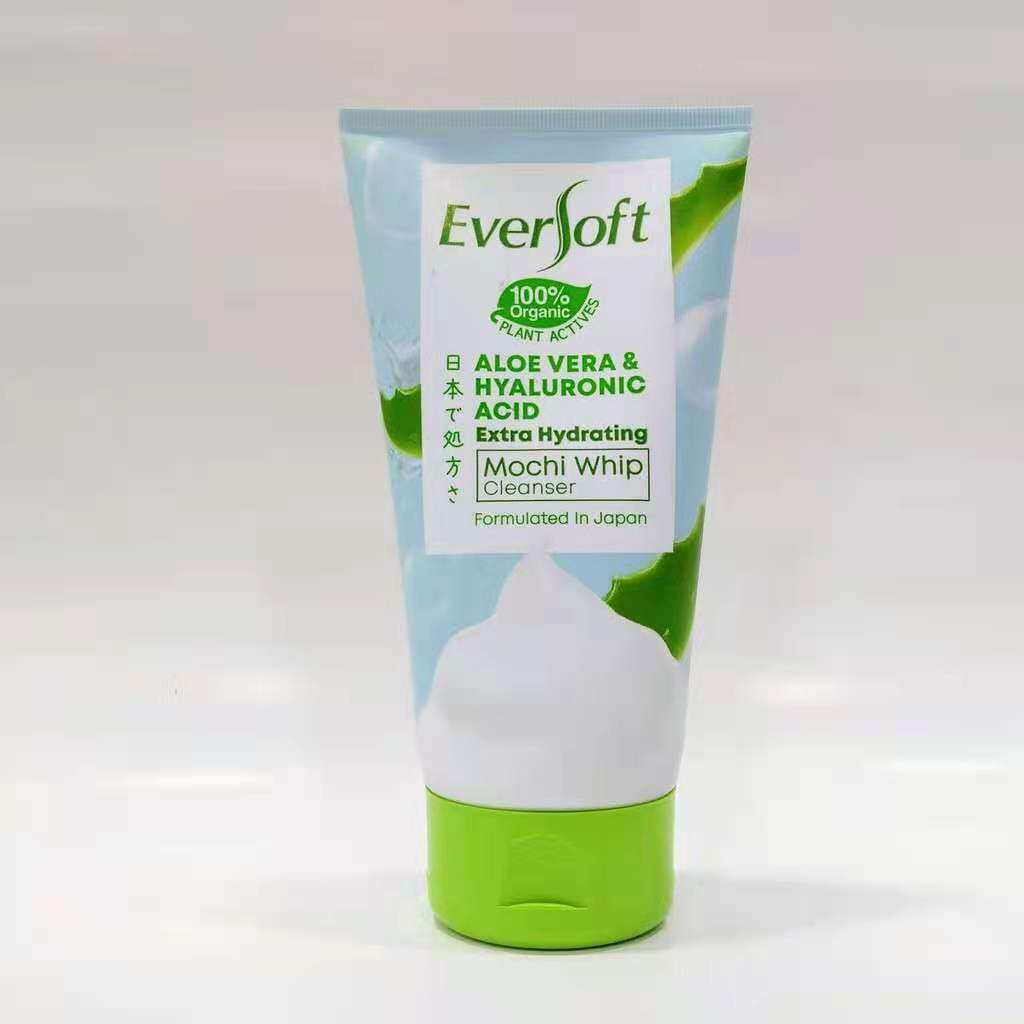 EverSoft
100%
Organic
PLANT ACTIVES
日本で処方さ
ALOE VERA &
HYALURONIC
ACID
Extra Hydrating
Mochi Whip
Cleanser
Formulated In Japan